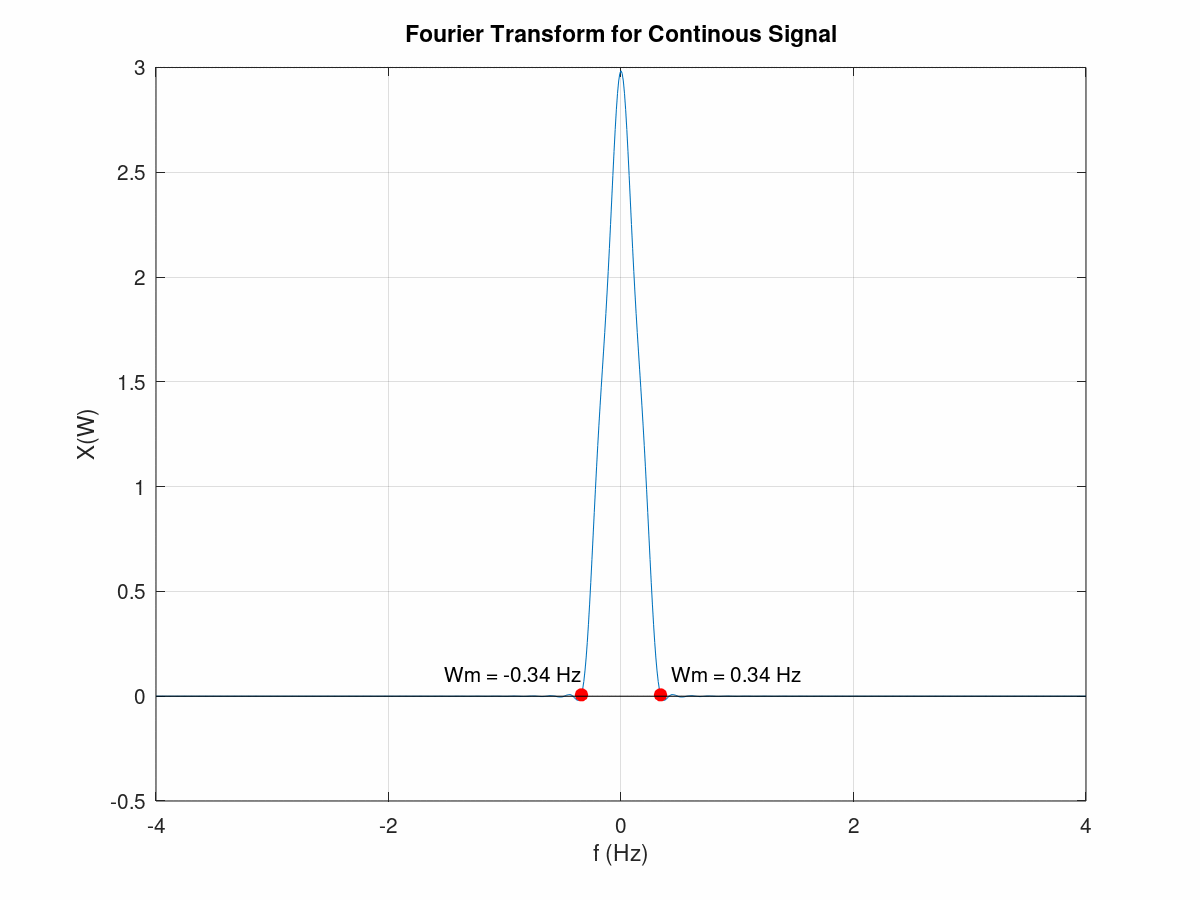 Fourier Transform for Continous Signal
3
2.5
2
1.5
1
0.5
0
-0.5
X(W)
Wm = -0.34 Hz
Wm = 0.34 Hz
-4
-2
0
2
4
f (Hz)